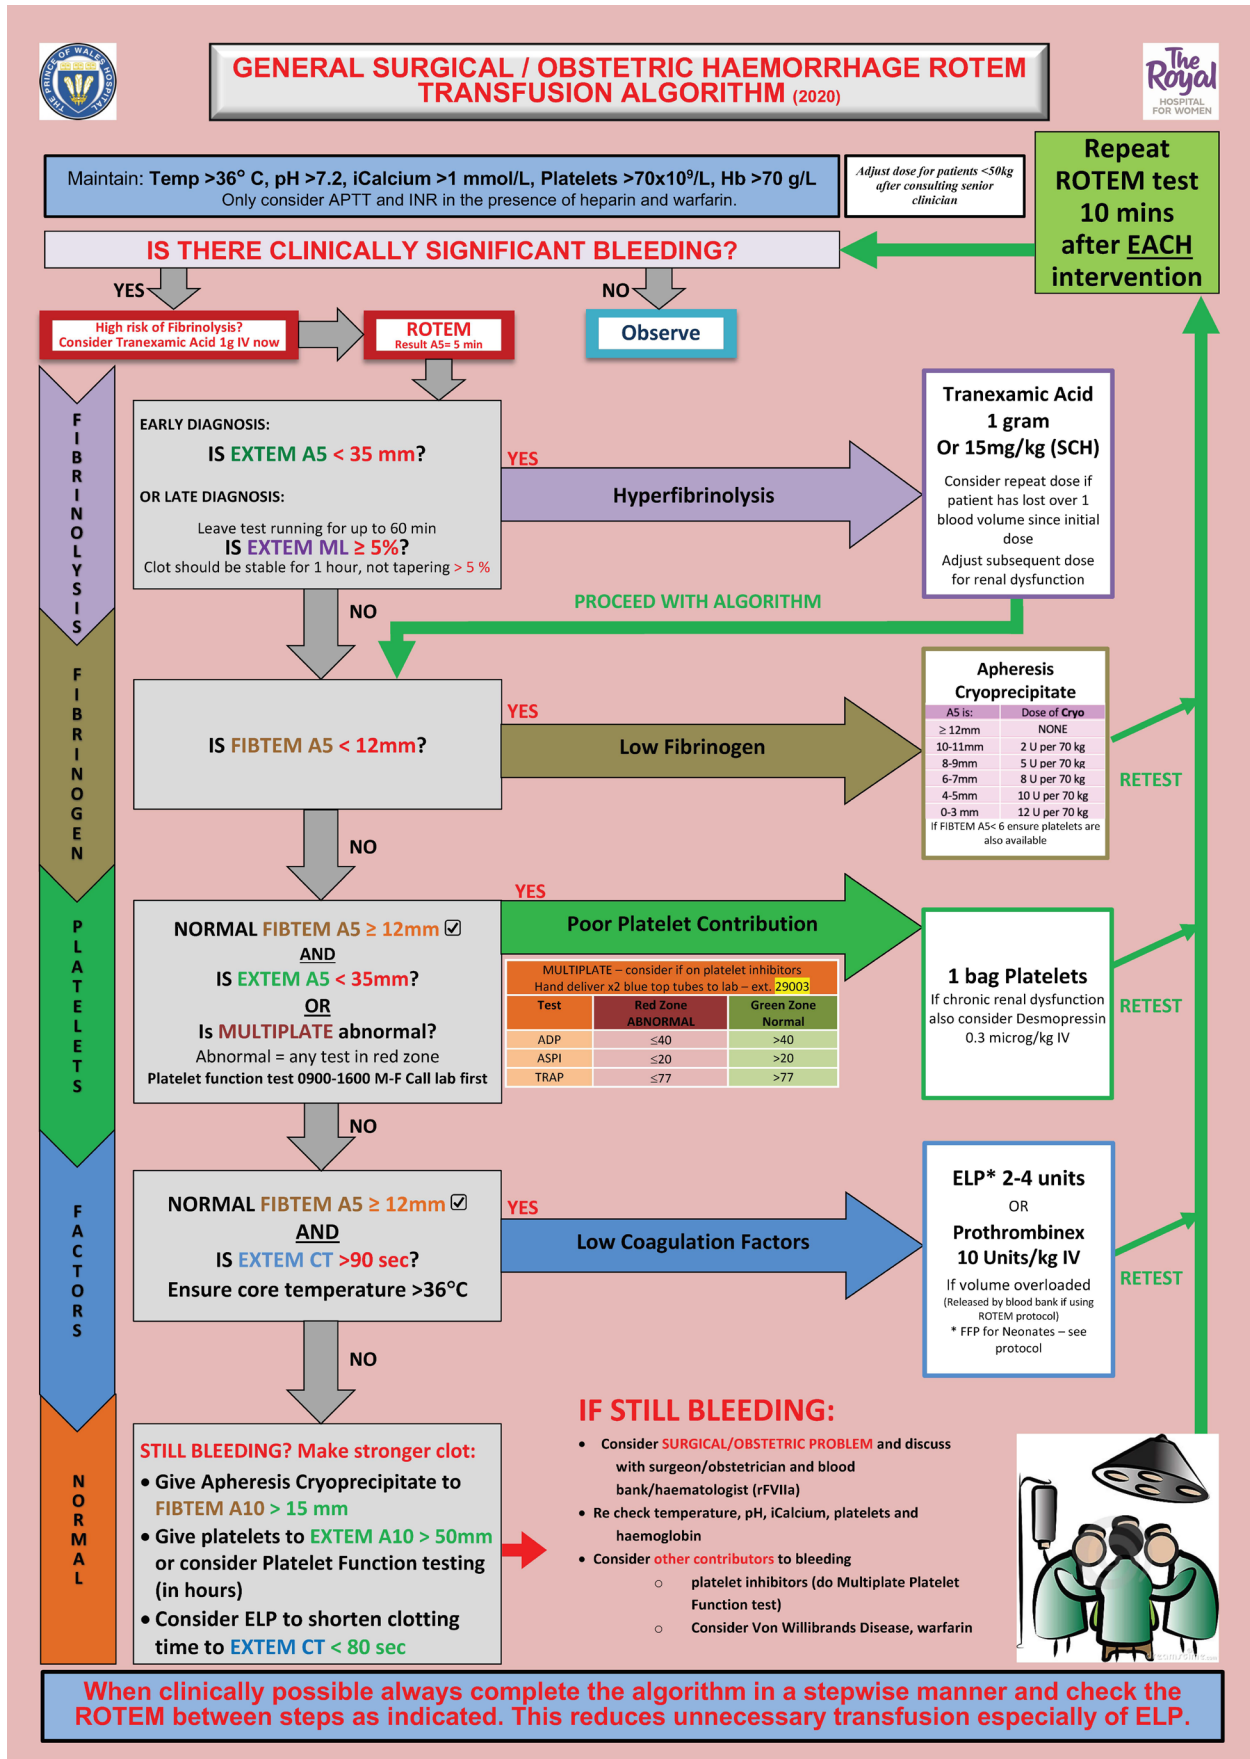 THE PRINCE OF WALES HOSPITAL
GENERAL SURGICAL / OBSTETRIC HAEMORRHAGE ROTEM
TRANSFUSION ALGORITHM (2020)
The
Royal
HOSPITAL
FOR WOMEN
Maintain: Temp >36° C, pH >7.2, iCalcium >1 mmol/L, Platelets >70x10⁹/L, Hb >70 g/L
Only consider APTT and INR in the presence of heparin and warfarin.
Adjust dose for patients <50kg
after consulting senior
clinician
Repeat
ROTEM test
10 mins
after EACH
intervention
IS THERE CLINICALLY SIGNIFICANT BLEEDING?
YES
NO
High risk of Fibrinolysis?
Consider Tranexamic Acid 1g IV now
ROTEM
Result A5= 5 min
Observe
FIBRINOLYSIS
EARLY DIAGNOSIS:
IS EXTEM A5 < 35 mm?
OR LATE DIAGNOSIS:
Leave test running for up to 60 min
IS EXTEM ML ≥ 5%?
Clot should be stable for 1 hour, not tapering > 5 %
YES
Hyperfibrinolysis
Tranexamic Acid
1 gram
Or 15mg/kg (SCH)
Consider repeat dose if
patient has lost over 1
blood volume since initial
dose
Adjust subsequent dose
for renal dysfunction
NO
PROCEED WITH ALGORITHM
FIBRINOGEN
IS FIBTEM A5 < 12mm?
YES
Low Fibrinogen
Apheresis
Cryoprecipitate
A5 is: Dose of Cryo
≥ 12mm NONE
10-11mm 2 U per 70 kg
8-9mm 5 U per 70 kg
6-7mm 8 U per 70 kg
4-5mm 10 U per 70 kg
0-3 mm 12 U per 70 kg
If FIBTEM A5< 6 ensure platelets are
also available
RETEST
NO
PLATELETS
NORMAL FIBTEM A5 ≥ 12mm ☑
AND
IS EXTEM A5 < 35mm?
OR
Is MULTIPLATE abnormal?
Abnormal = any test in red zone
Platelet function test 0900-1600 M-F Call lab first
YES
Poor Platelet Contribution
MULTIPLATE – consider if on platelet inhibitors
Hand deliver x2 blue top tubes to lab – ext. 29003
Test Red Zone ABNORMAL Green Zone Normal
ADP ≤40 >40
ASPI ≤20 >20
TRAP ≤77 >77
1 bag Platelets
If chronic renal dysfunction
also consider Desmopressin
0.3 microg/kg IV
RETEST
NO
FACTORS
NORMAL FIBTEM A5 ≥ 12mm ☑
AND
IS EXTEM CT >90 sec?
Ensure core temperature >36°C
YES
Low Coagulation Factors
ELP* 2-4 units
OR
Prothrombinex
10 Units/kg IV
If volume overloaded
(Released by blood bank if using
ROTEM protocol)
* FFP for Neonates – see
protocol
RETEST
NO
NORMAL
STILL BLEEDING? Make stronger clot:
• Give Apheresis Cryoprecipitate to
FIBTEM A10 > 15 mm
• Give platelets to EXTEM A10 > 50mm
or consider Platelet Function testing
(in hours)
• Consider ELP to shorten clotting
time to EXTEM CT < 80 sec
IF STILL BLEEDING:
• Consider SURGICAL/OBSTETRIC PROBLEM and discuss
with surgeon/obstetrician and blood
bank/haematologist (rFVIIa)
• Re check temperature, pH, iCalcium, platelets and
haemoglobin
• Consider other contributors to bleeding
o platelet inhibitors (do Multiplate Platelet
Function test)
o Consider Von Willibrands Disease, warfarin
When clinically possible always complete the algorithm in a stepwise manner and check the
ROTEM between steps as indicated. This reduces unnecessary transfusion especially of ELP.